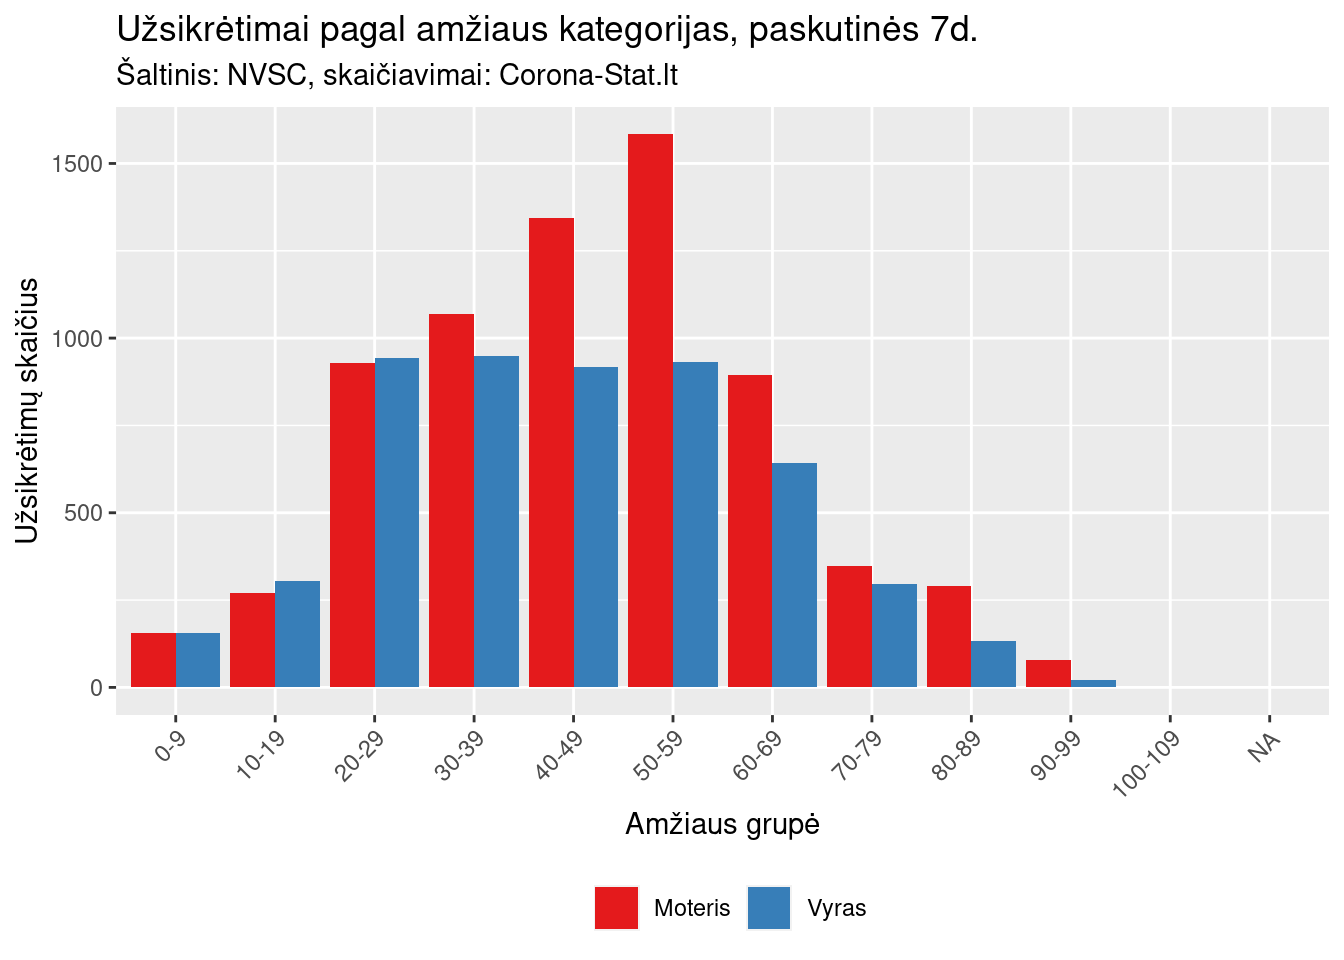 Užsikrėtimai pagal amžiaus kategorijas, paskutinės 7d.
Šaltinis: NVSC, skaičiavimai: Corona-Stat.lt
Užsikrėtimų skaičius
1500
1000
500
0
0-9
10-19
20-29
30-39
40-49
50-59
60-69
70-79
80-89
90-99
100-109
NA
Amžiaus grupė
Moteris
Vyras